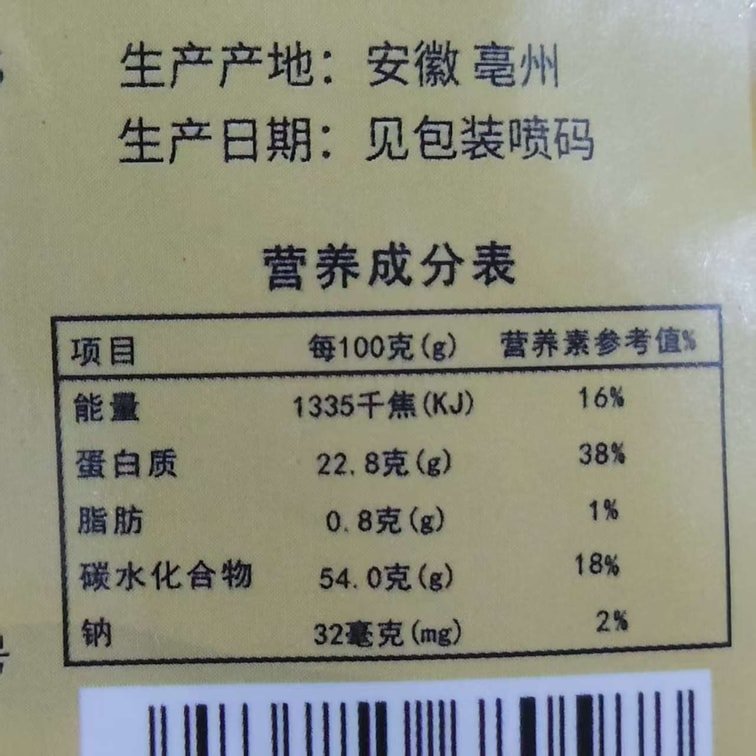 生产产地：安徽 亳州
生产日期：见包装喷码
营养成分表
项目 每100克(g) 营养素参考值%
能量 1335千焦(KJ) 16%
蛋白质 22.8克(g) 38%
脂肪 0.8克(g) 1%
碳水化合物 54.0克(g) 18%
钠 32毫克(mg) 2%